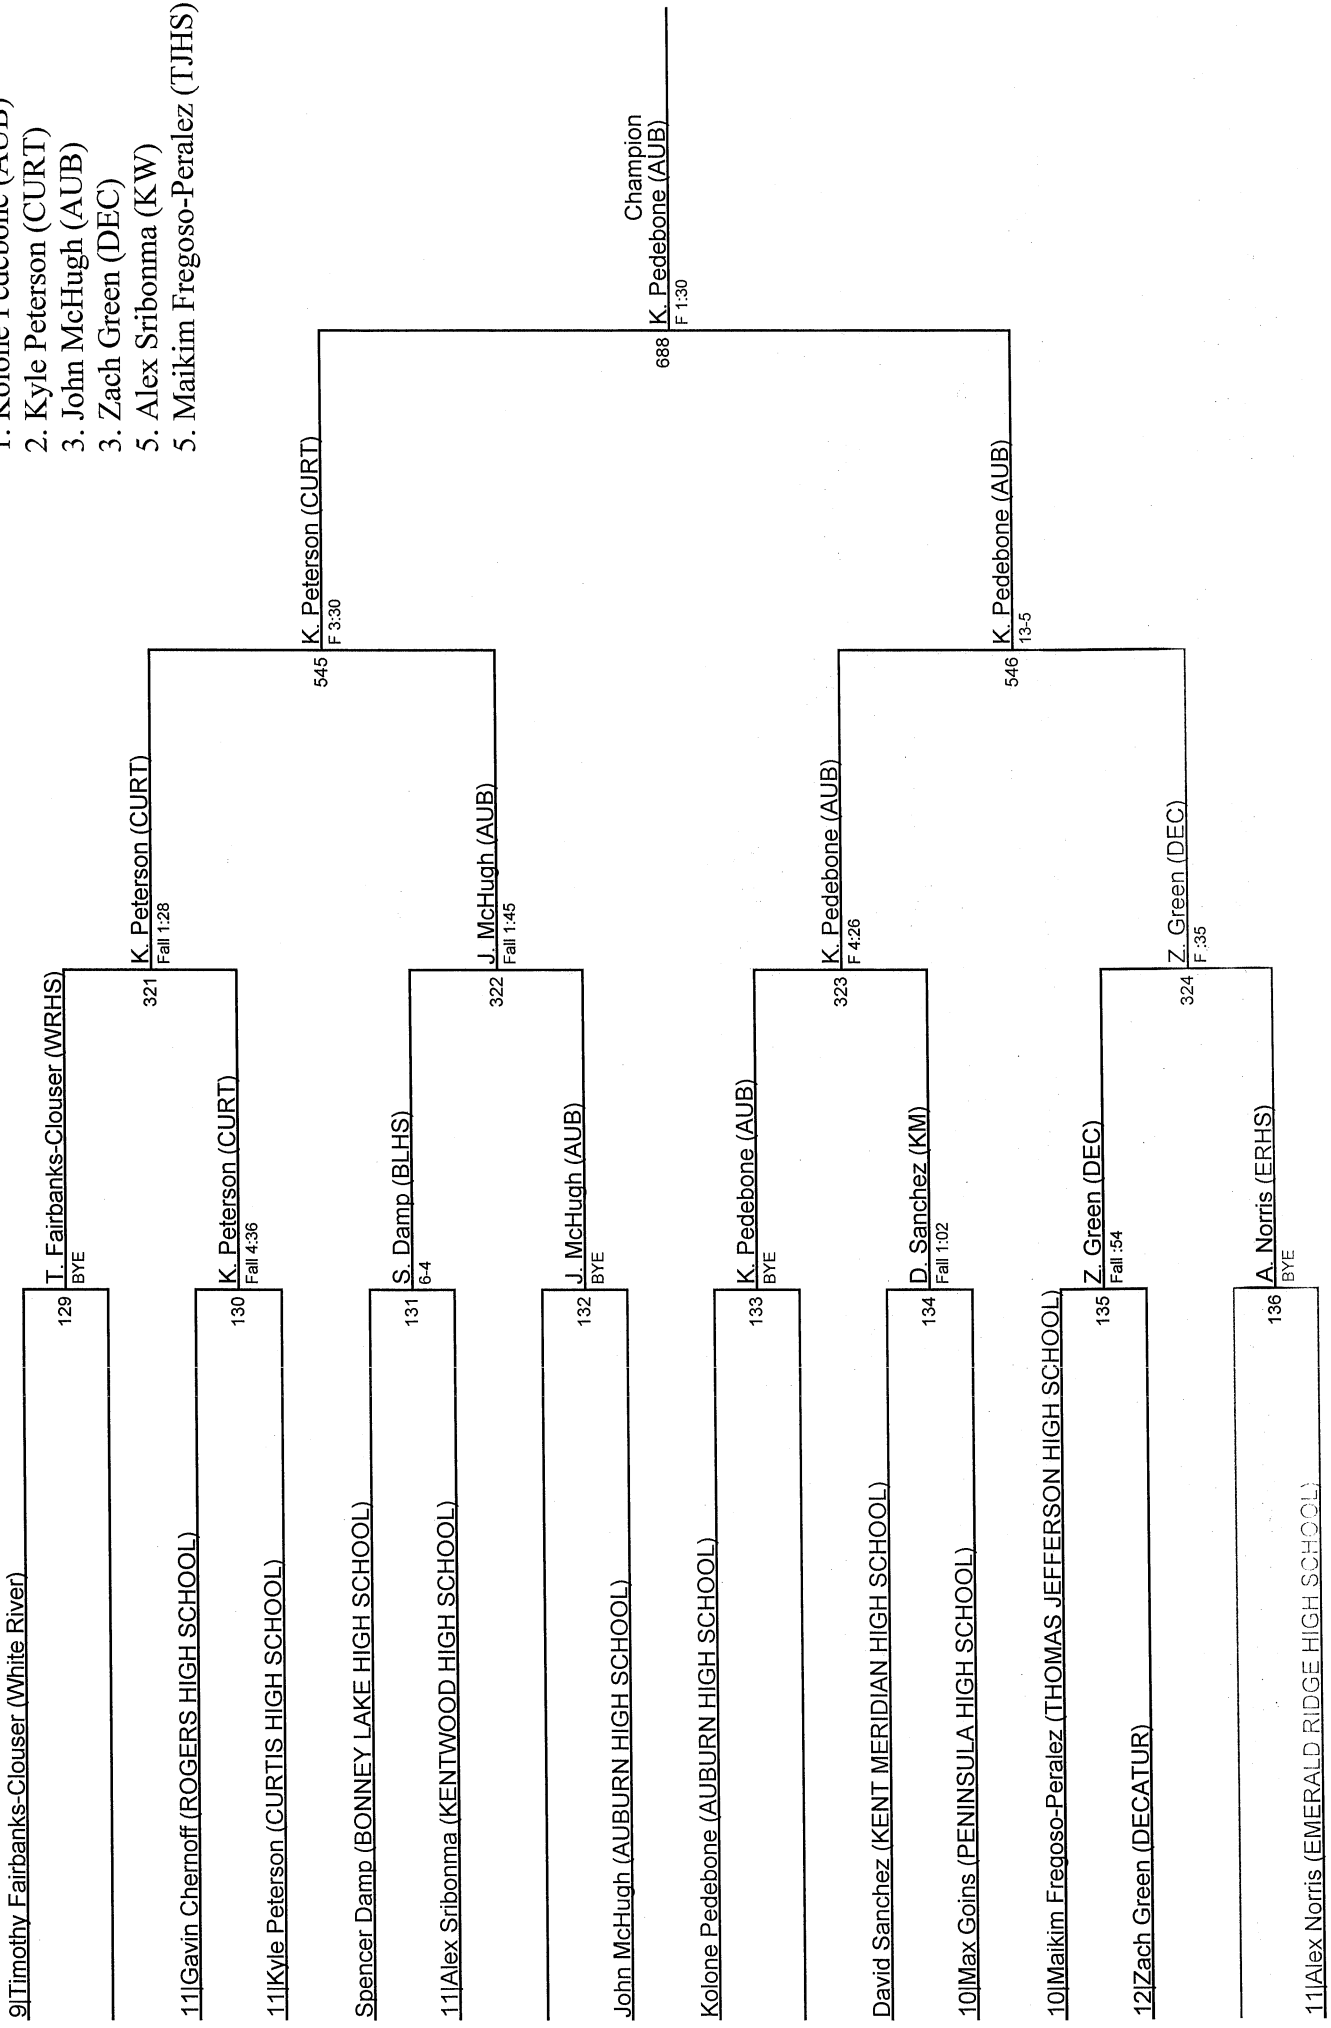 1. Kolone Pedebone (AUB)
2. Kyle Peterson (CURT)
3. John McHugh (AUB)
3. Zach Green (DEC)
5. Alex Sribonma (KW)
5. Maikim Fregoso-Peralez (TJHS)
9|Timothy Fairbanks-Clouser (White River)
129
T. Fairbanks-Clouser (WRHS)
BYE
11|Gavin Chernoff (ROGERS HIGH SCHOOL)
11|Kyle Peterson (CURTIS HIGH SCHOOL)
130
K. Peterson (CURT)
Fall 4:36
Spencer Damp (BONNEY LAKE HIGH SCHOOL)
11|Alex Sribonma (KENTWOOD HIGH SCHOOL)
131
S. Damp (BLHS)
6-4
John McHugh (AUBURN HIGH SCHOOL)
132
J. McHugh (AUB)
BYE
Kolone Pedebone (AUBURN HIGH SCHOOL)
133
K. Pedebone (AUB)
BYE
David Sanchez (KENT MERIDIAN HIGH SCHOOL)
10|Max Goins (PENINSULA HIGH SCHOOL)
134
D. Sanchez (KM)
Fall 1:02
10|Maikim Fregoso-Peralez (THOMAS JEFFERSON HIGH SCHOOL)
12|Zach Green (DECATUR)
135
Z. Green (DEC)
Fall :54
11|Alex Norris (EMERALD RIDGE HIGH SCHOOL)
136
A. Norris (ERHS)
BYE
321
K. Peterson (CURT)
Fall 1:28
322
J. McHugh (AUB)
Fall 1:45
323
K. Pedebone (AUB)
F 4:26
324
Z. Green (DEC)
F :35
545
K. Peterson (CURT)
F 3:30
546
K. Pedebone (AUB)
13-5
688
Champion
K. Pedebone (AUB)
F 1:30